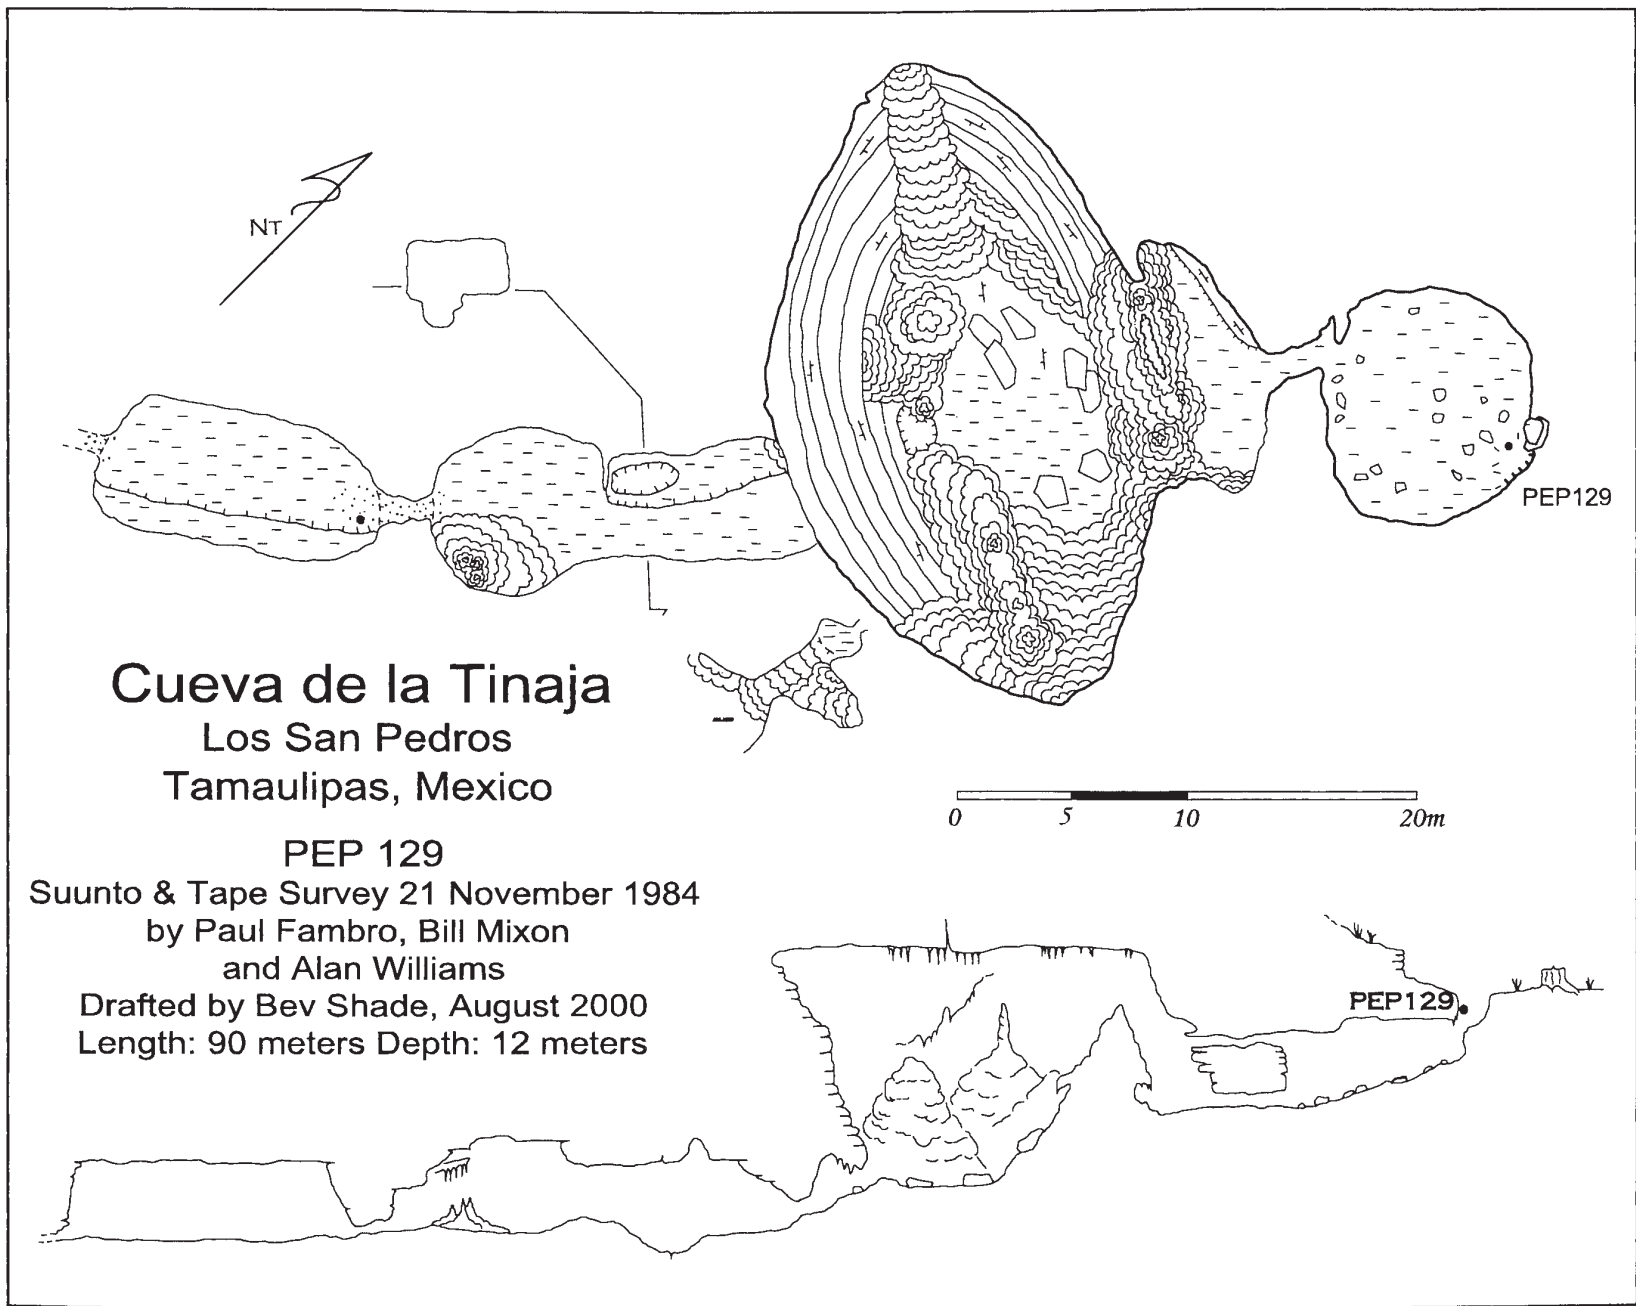 NT
PEP129
Cueva de la Tinaja
Los San Pedros
Tamaulipas, Mexico
0 5 10 20m
PEP 129
Suunto & Tape Survey 21 November 1984
by Paul Fambro, Bill Mixon
and Alan Williams
Drafted by Bev Shade, August 2000
Length: 90 meters Depth: 12 meters
PEP129